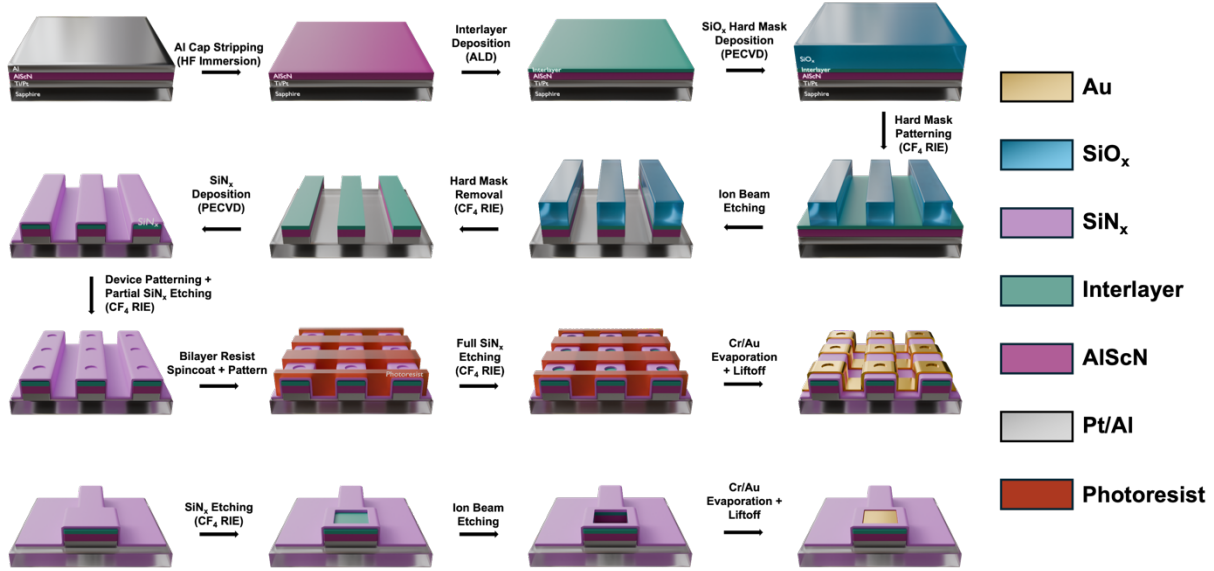 Al Cap Stripping
(HF Immersion)
Interlayer
Deposition
(ALD)
SiOx Hard Mask
Deposition
(PECVD)
Al
AlScN
Ti/Pt
Sapphire
AlScN
Ti/Pt
Sapphire
Interlayer
AlScN
Ti/Pt
Sapphire
SiOx
Interlayer
AlScN
Ti/Pt
Sapphire
Hard Mask
Patterning
(CF4 RIE)
SiNx
Deposition
(PECVD)
Hard Mask
Removal
(CF4 RIE)
Ion Beam
Etching
SiNx
Device Patterning +
Partial SiNx Etching
(CF4 RIE)
Bilayer Resist
Spincoat + Pattern
Photoresist
Full SiNx
Etching
(CF4 RIE)
Cr/Au
Evaporation
+ Liftoff
SiNx Etching
(CF4 RIE)
Ion Beam
Etching
Cr/Au
Evaporation +
Liftoff
Au
SiOx
SiNx
Interlayer
AlScN
Pt/Al
Photoresist